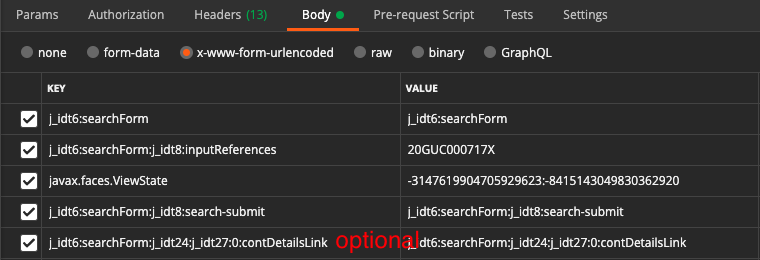 Params Authorization Headers (13) Body Pre-request Script Tests Settings
none form-data x-www-form-urlencoded raw binary GraphQL
KEY VALUE
j_idt6:searchForm j_idt6:searchForm
j_idt6:searchForm:j_idt8:inputReferences 20GUC000717X
javax.faces.ViewState -3147619904705929623:-8415143049830362920
j_idt6:searchForm:j_idt8:search-submit j_idt6:searchForm:j_idt8:search-submit
j_idt6:searchForm:j_idt24:j_idt27:0:contDetailsLink optional j_idt6:searchForm:j_idt24:j_idt27:0:contDetailsLink